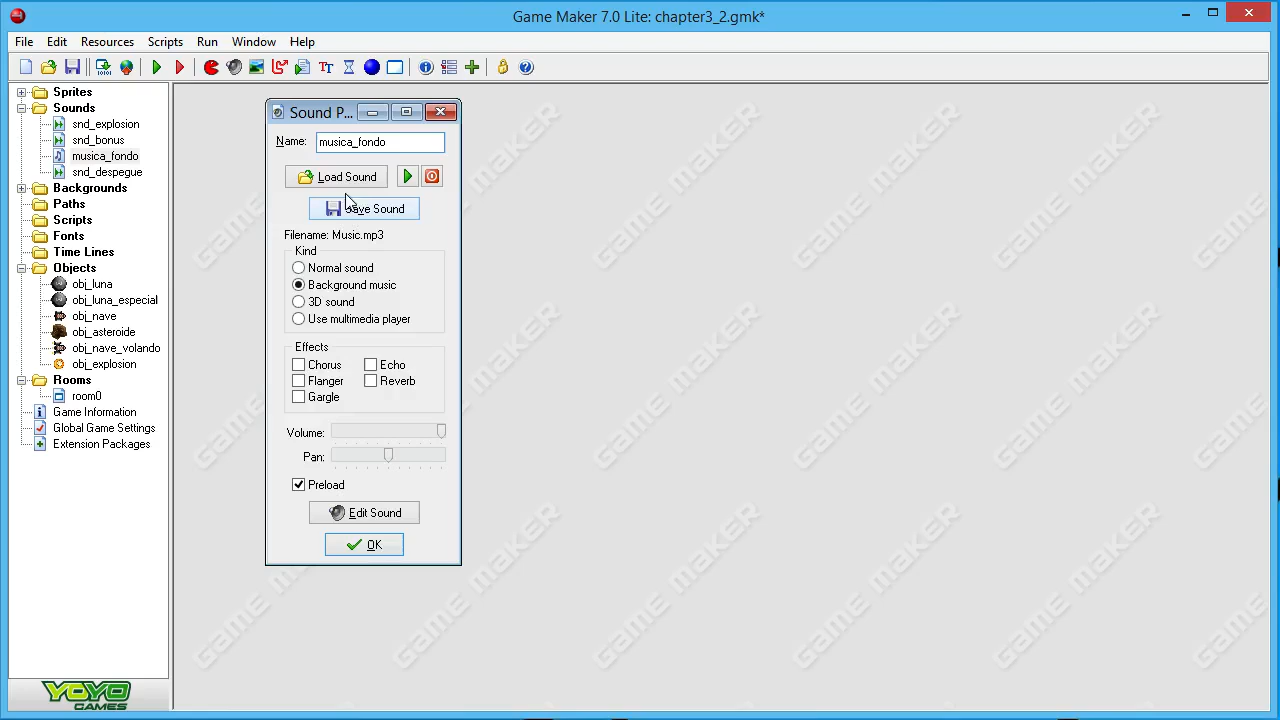 Game Maker 7.0 Lite: chapter3_2.gmk*
File Edit Resources Scripts Run Window Help
Sprites
Sounds
snd_explosion
snd_bonus
musica_fondo
snd_despegue
Backgrounds
Paths
Scripts
Fonts
Time Lines
Objects
obj_luna
obj_luna_especial
obj_nave
obj_asteroide
obj_nave_volando
obj_explosion
Rooms
room0
Game Information
Global Game Settings
Extension Packages
YOYO
GAMES
Sound P...
Name: musica_fondo
Load Sound
Save Sound
Filename: Music.mp3
Kind
Normal sound
Background music
3D sound
Use multimedia player
Effects
Chorus Echo
Flanger Reverb
Gargle
Volume:
Pan:
Preload
Edit Sound
OK
GAME MAKER